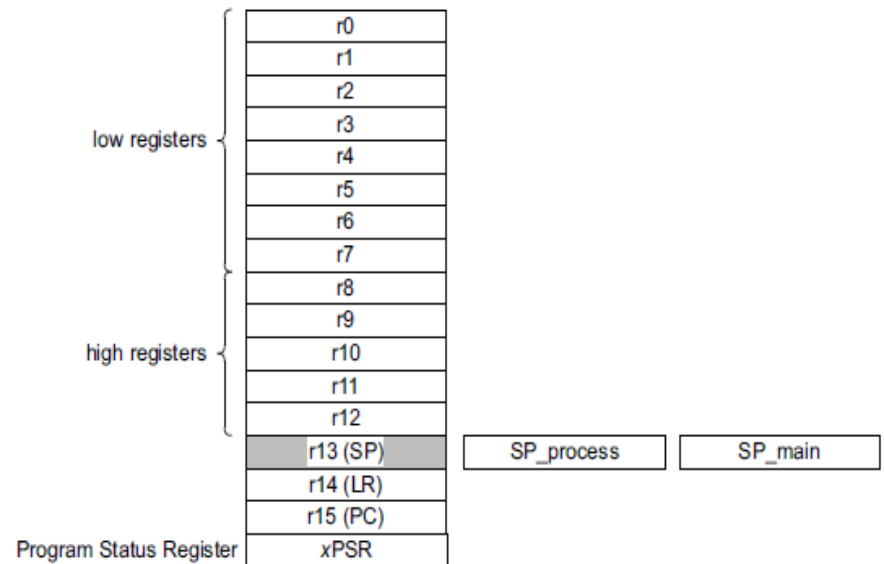 r0
r1
r2
r3
low registers
r4
r5
r6
r7
r8
r9
high registers
r10
r11
r12
r13 (SP)
SP_process
SP_main
r14 (LR)
r15 (PC)
Program Status Register
xPSR